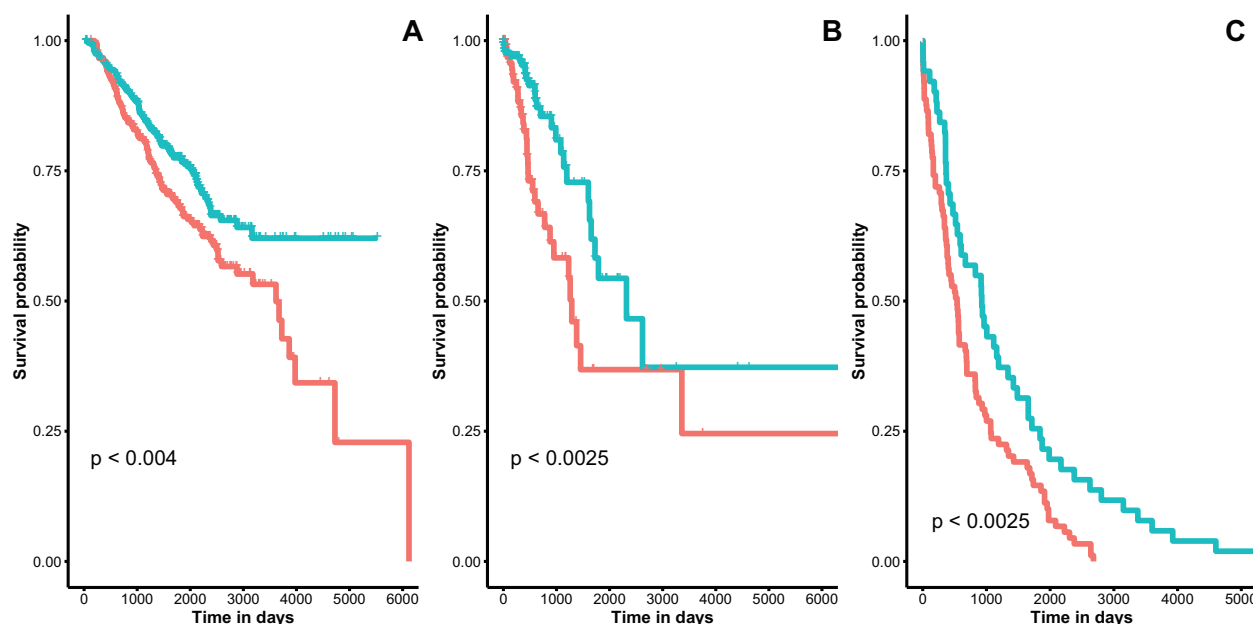 A
Survival probability
1.00
0.75
0.50
0.25
0.00
p < 0.004
0 1000 2000 3000 4000 5000 6000
Time in days
B
Survival probability
1.00
0.75
0.50
0.25
0.00
p < 0.0025
0 1000 2000 3000 4000 5000 6000
Time in days
C
Survival probability
1.00
0.75
0.50
0.25
0.00
p < 0.0025
0 1000 2000 3000 4000 5000
Time in days